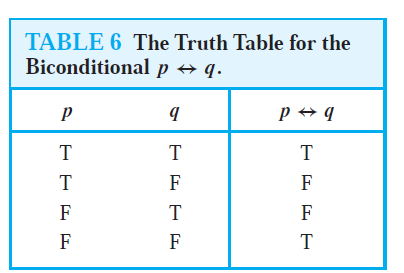 TABLE 6 The Truth Table for the
Biconditional p ↔ q.
p q p ↔ q
T T T
T F F
F T F
F F T